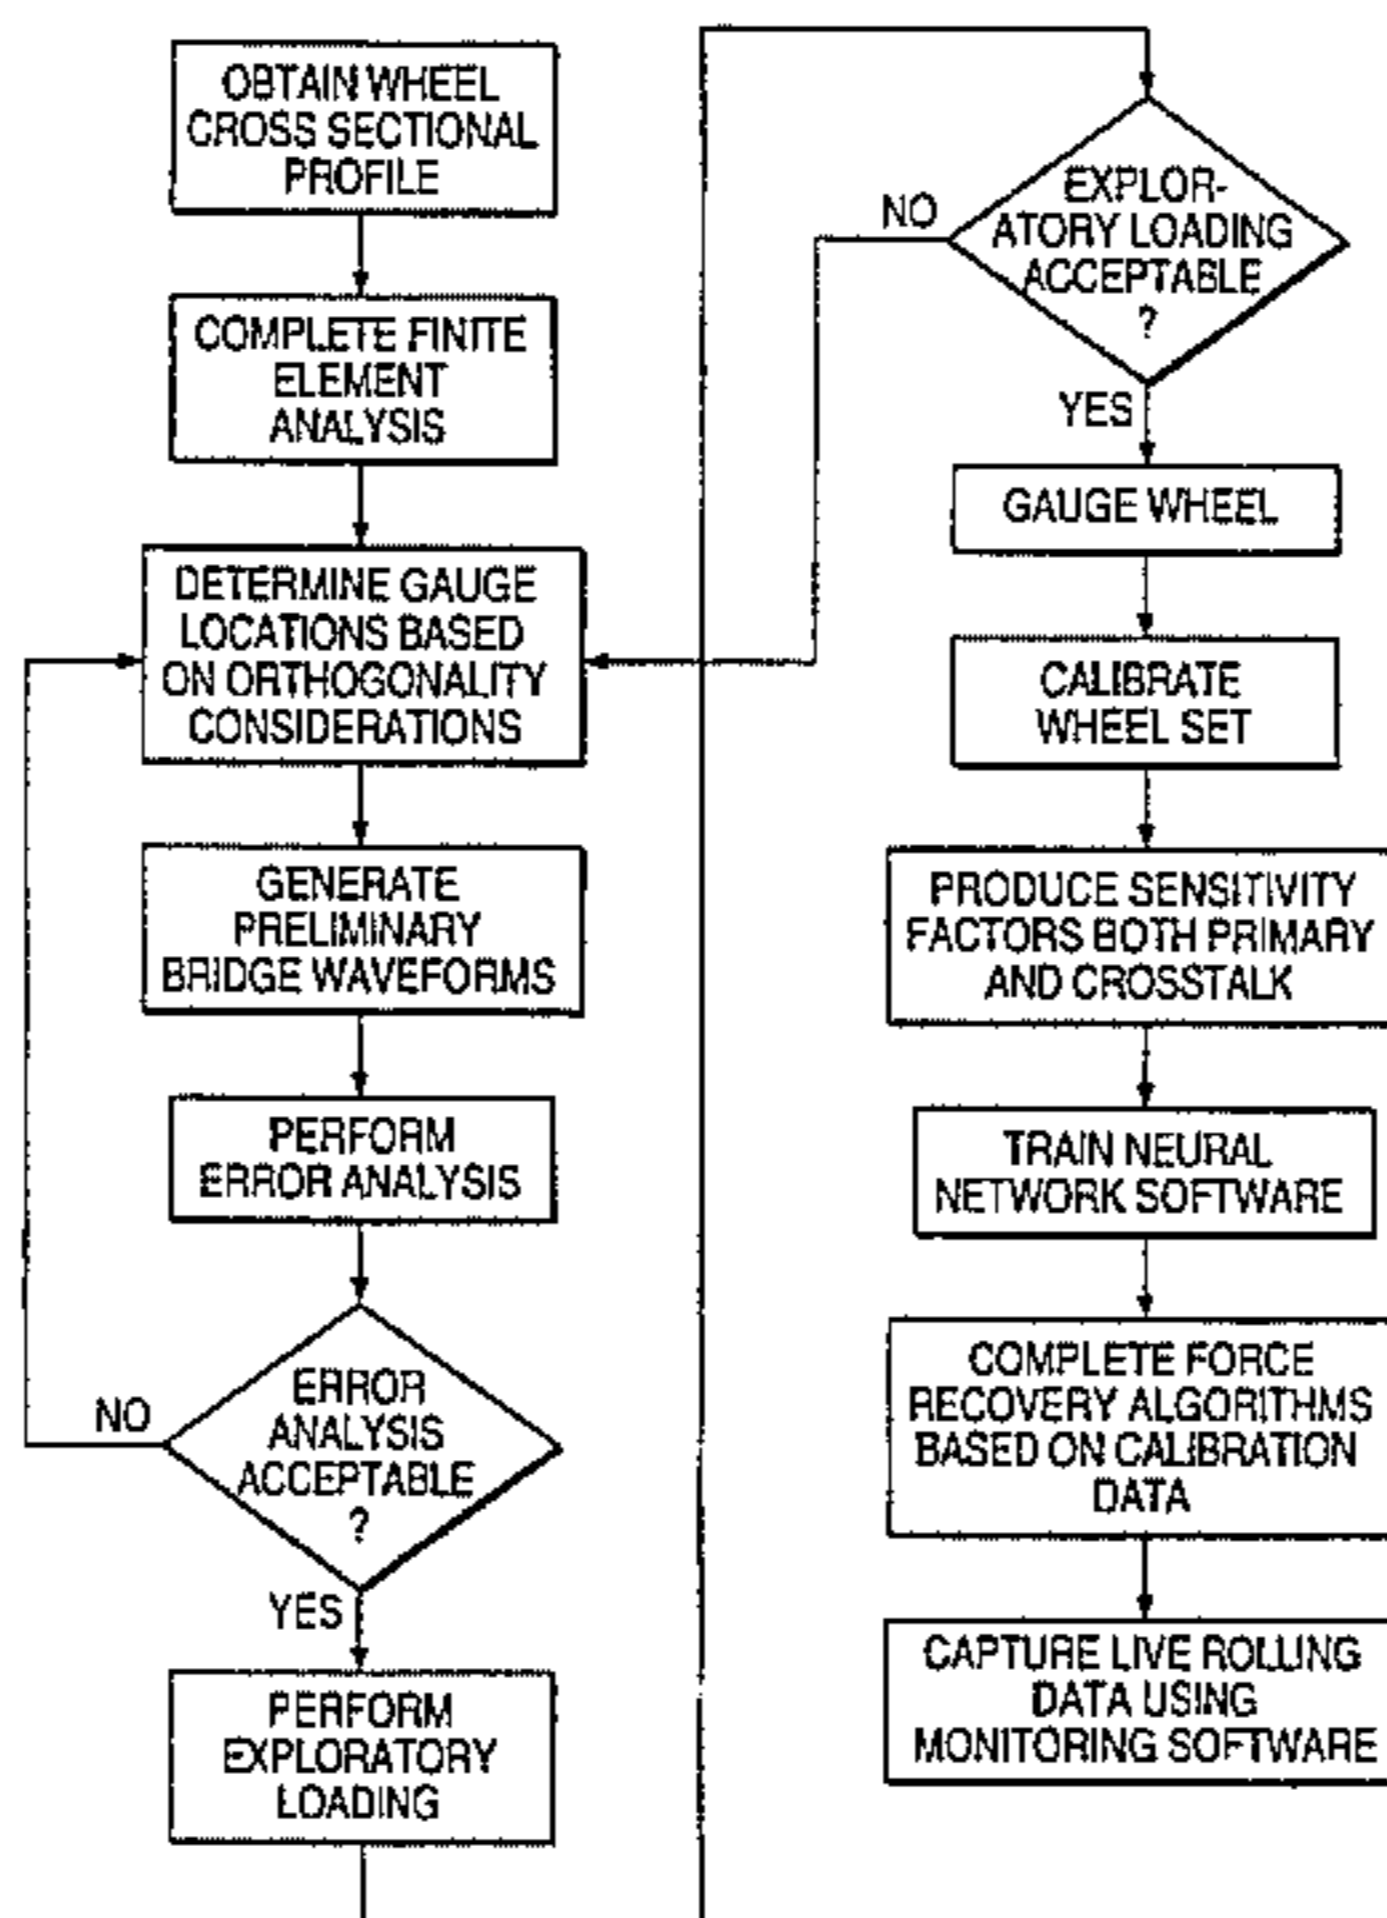 OBTAIN WHEEL
CROSS SECTIONAL
PROFILE
COMPLETE FINITE
ELEMENT
ANALYSIS
DETERMINE GAUGE
LOCATIONS BASED
ON ORTHOGONALITY
CONSIDERATIONS
GENERATE
PRELIMINARY
BRIDGE WAVEFORMS
PERFORM
ERROR ANALYSIS
ERROR
ANALYSIS
ACCEPTABLE
?
NO
YES
PERFORM
EXPLORATORY
LOADING
EXPLOR-
ATORY LOADING
ACCEPTABLE
?
NO
YES
GAUGE WHEEL
CALIBRATE
WHEEL SET
PRODUCE SENSITIVITY
FACTORS BOTH PRIMARY
AND CROSSTALK
TRAIN NEURAL
NETWORK SOFTWARE
COMPLETE FORCE
RECOVERY ALGORITHMS
BASED ON CALIBRATION
DATA
CAPTURE LIVE ROLLING
DATA USING
MONITORING SOFTWARE